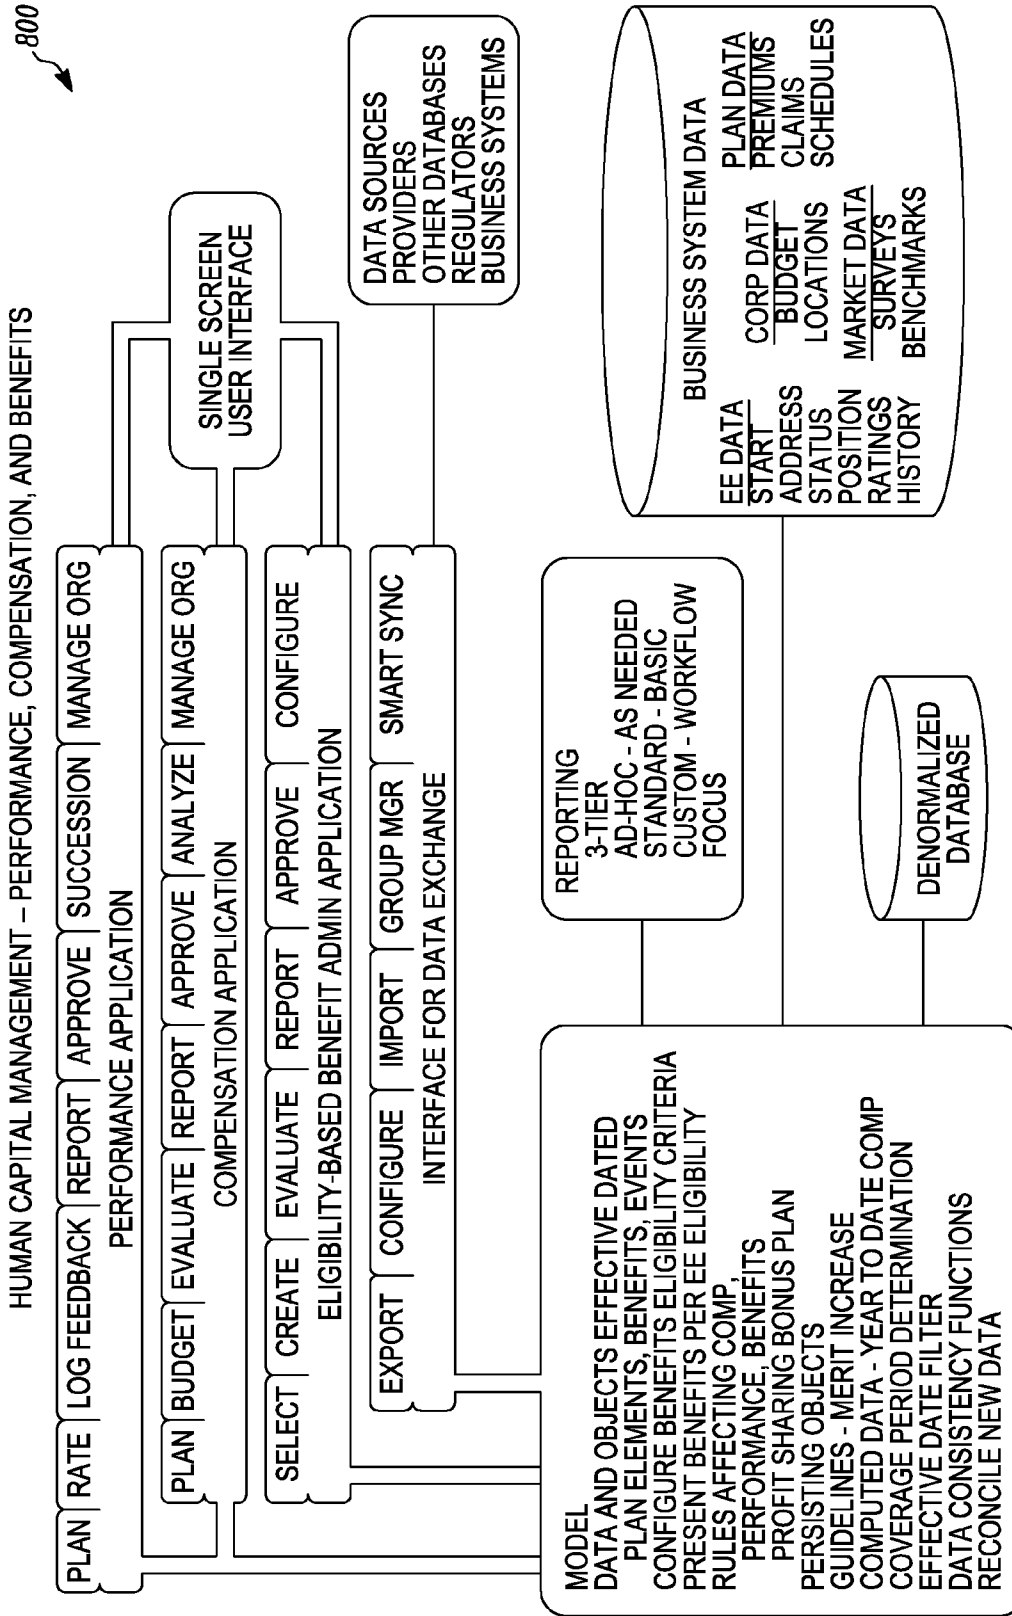 800
HUMAN CAPITAL MANAGEMENT – PERFORMANCE, COMPENSATION, AND BENEFITS
PLAN RATE LOG FEEDBACK REPORT APPROVE SUCCESSION MANAGE ORG
PERFORMANCE APPLICATION
PLAN BUDGET EVALUATE REPORT APPROVE ANALYZE MANAGE ORG
COMPENSATION APPLICATION
SELECT CREATE EVALUATE REPORT APPROVE CONFIGURE
ELIGIBILITY-BASED BENEFIT ADMIN APPLICATION
EXPORT CONFIGURE IMPORT GROUP MGR SMART SYNC
INTERFACE FOR DATA EXCHANGE
SINGLE SCREEN
USER INTERFACE
DATA SOURCES
PROVIDERS
OTHER DATABASES
REGULATORS
BUSINESS SYSTEMS
MODEL
DATA AND OBJECTS EFFECTIVE DATED
PLAN ELEMENTS, BENEFITS, EVENTS
CONFIGURE BENEFITS ELIGIBILITY CRITERIA
PRESENT BENEFITS PER EE ELIGIBILITY
RULES AFFECTING COMP,
PERFORMANCE, BENEFITS
PROFIT SHARING BONUS PLAN
PERSISTING OBJECTS
GUIDELINES - MERIT INCREASE
COMPUTED DATA - YEAR TO DATE COMP
COVERAGE PERIOD DETERMINATION
EFFECTIVE DATE FILTER
DATA CONSISTENCY FUNCTIONS
RECONCILE NEW DATA
REPORTING
3-TIER
AD-HOC - AS NEEDED
STANDARD - BASIC
CUSTOM - WORKFLOW
FOCUS
DENORMALIZED
DATABASE
BUSINESS SYSTEM DATA
EE DATA
START
ADDRESS
STATUS
POSITION
RATINGS
HISTORY
CORP DATA
BUDGET
LOCATIONS
MARKET DATA
SURVEYS
BENCHMARKS
PLAN DATA
PREMIUMS
CLAIMS
SCHEDULES